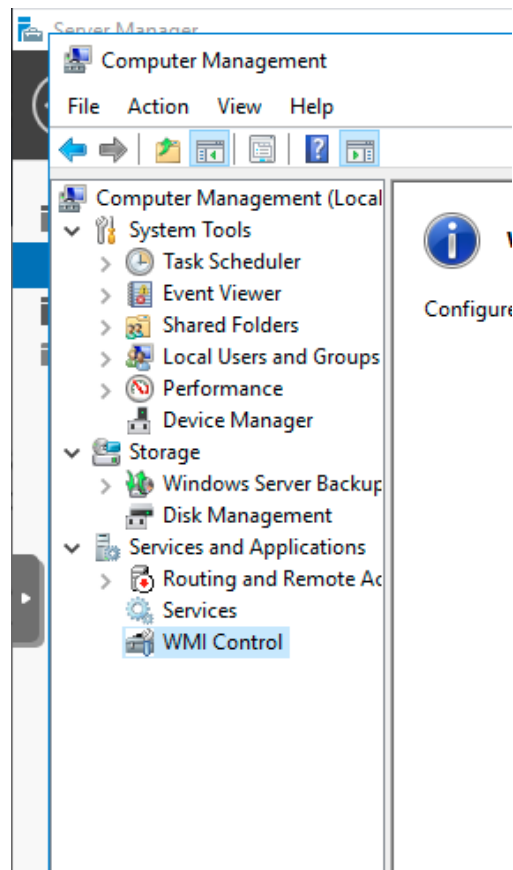 Server Manager
Computer Management
File Action View Help
Computer Management (Local
System Tools
Task Scheduler
Event Viewer
Shared Folders
Local Users and Groups
Performance
Device Manager
Storage
Windows Server Backup
Disk Management
Services and Applications
Routing and Remote Ac
Services
WMI Control
Configure